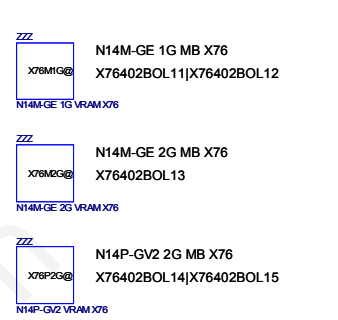 ZZZ
N14M-GE 1G MB X76
X76M1G@
X76402BOL11|X76402BOL12
N14M-GE 1G VRAM X76
ZZZ
N14M-GE 2G MB X76
X76M2G@
X76402BOL13
N14M-GE 2G VRAM X76
ZZZ
N14P-GV2 2G MB X76
X76P2G@
X76402BOL14|X76402BOL15
N14P-GV2 VRAM X76